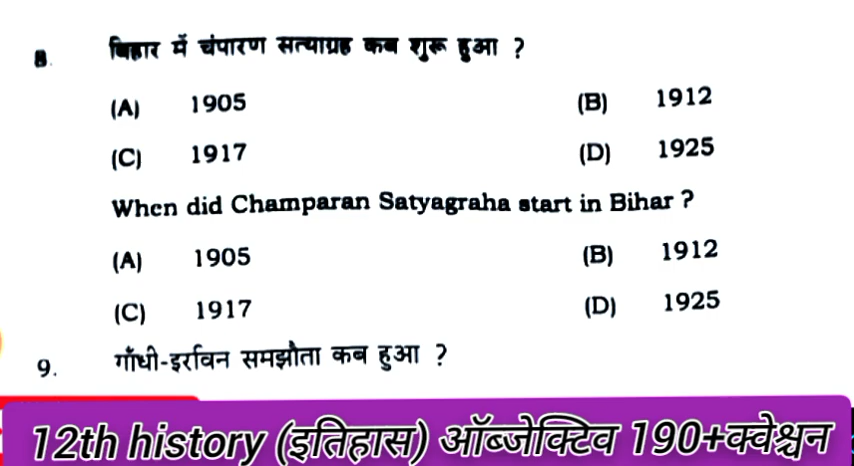 8. बिहार में चंपारण सत्याग्रह कब शुरू हुआ ?
(A) 1905 (B) 1912
(C) 1917 (D) 1925
When did Champaran Satyagraha start in Bihar ?
(A) 1905 (B) 1912
(C) 1917 (D) 1925
9. गाँधी-इर्विन समझौता कब हुआ ?
12th history (इतिहास) ऑब्जेक्टिव 190+क्वेश्चन